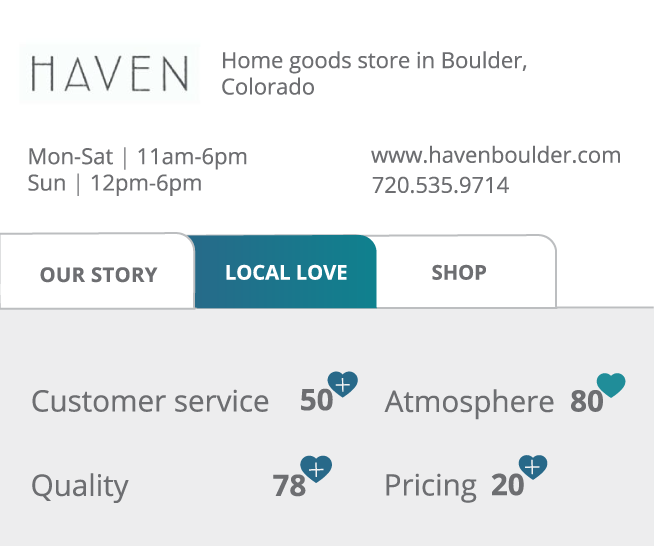 HAVEN
Home goods store in Boulder,
Colorado
Mon-Sat | 11am-6pm
Sun | 12pm-6pm
www.havenboulder.com
720.535.9714
OUR STORY
LOCAL LOVE
SHOP
Customer service 50
Atmosphere 80
Quality 78
Pricing 20